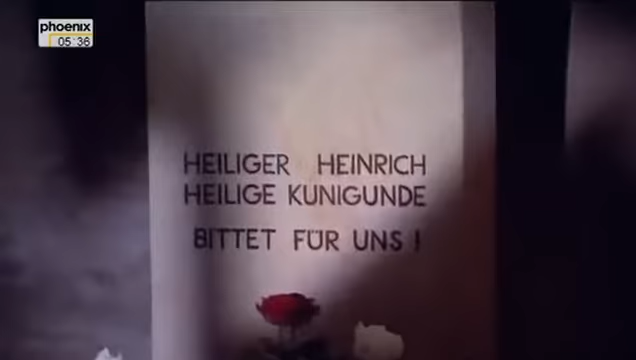 phoenix
05:36
HEILIGER HEINRICH
HEILIGE KUNIGUNDE
BITTET FÜR UNS !